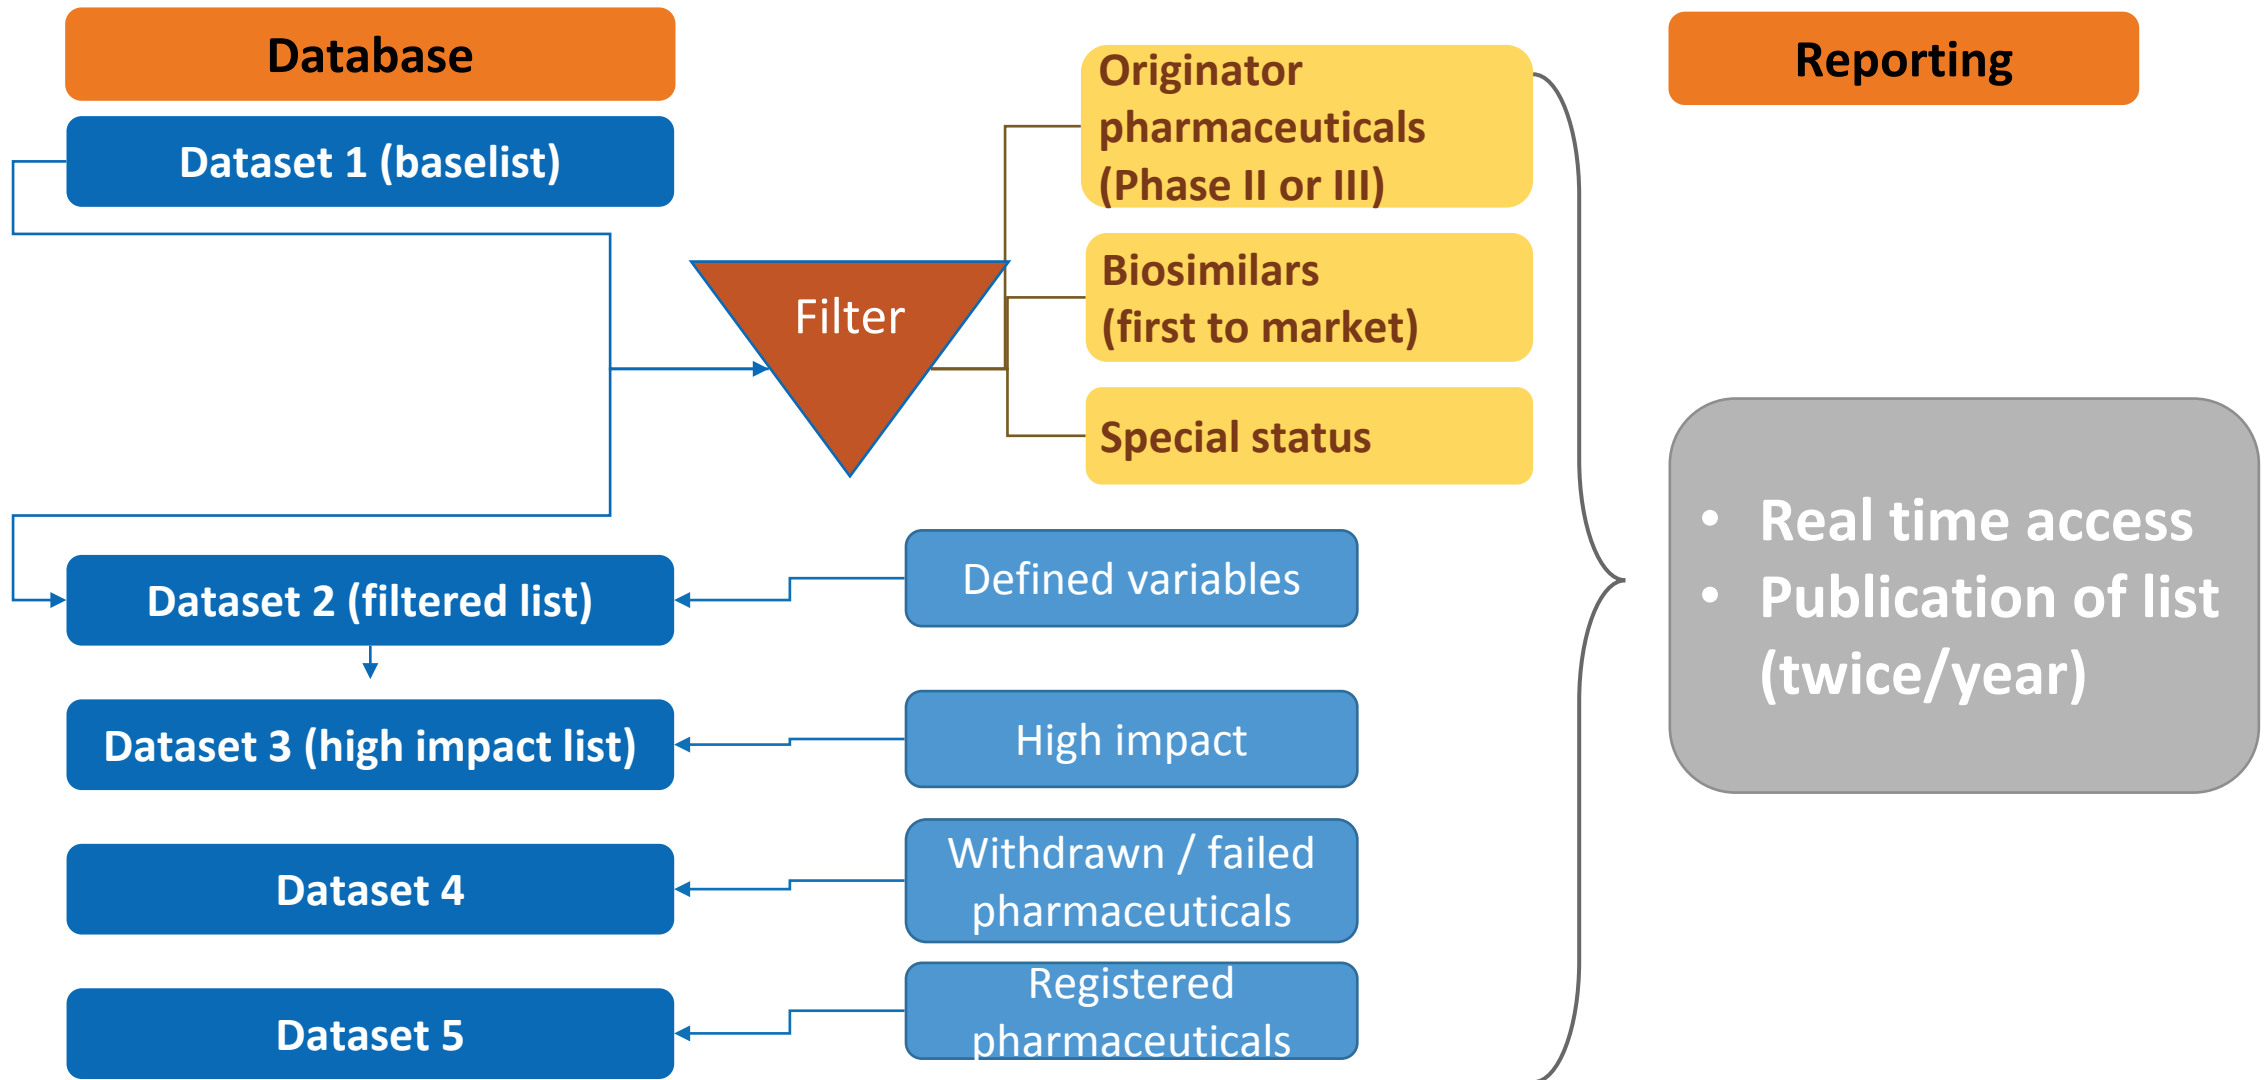 Database
Dataset 1 (baselist)
Filter
Originator
pharmaceuticals
(Phase II or III)
Biosimilars
(first to market)
Special status
Dataset 2 (filtered list)
Defined variables
Dataset 3 (high impact list)
High impact
Dataset 4
Withdrawn / failed
pharmaceuticals
Dataset 5
Registered
pharmaceuticals
Reporting
• Real time access
• Publication of list
(twice/year)